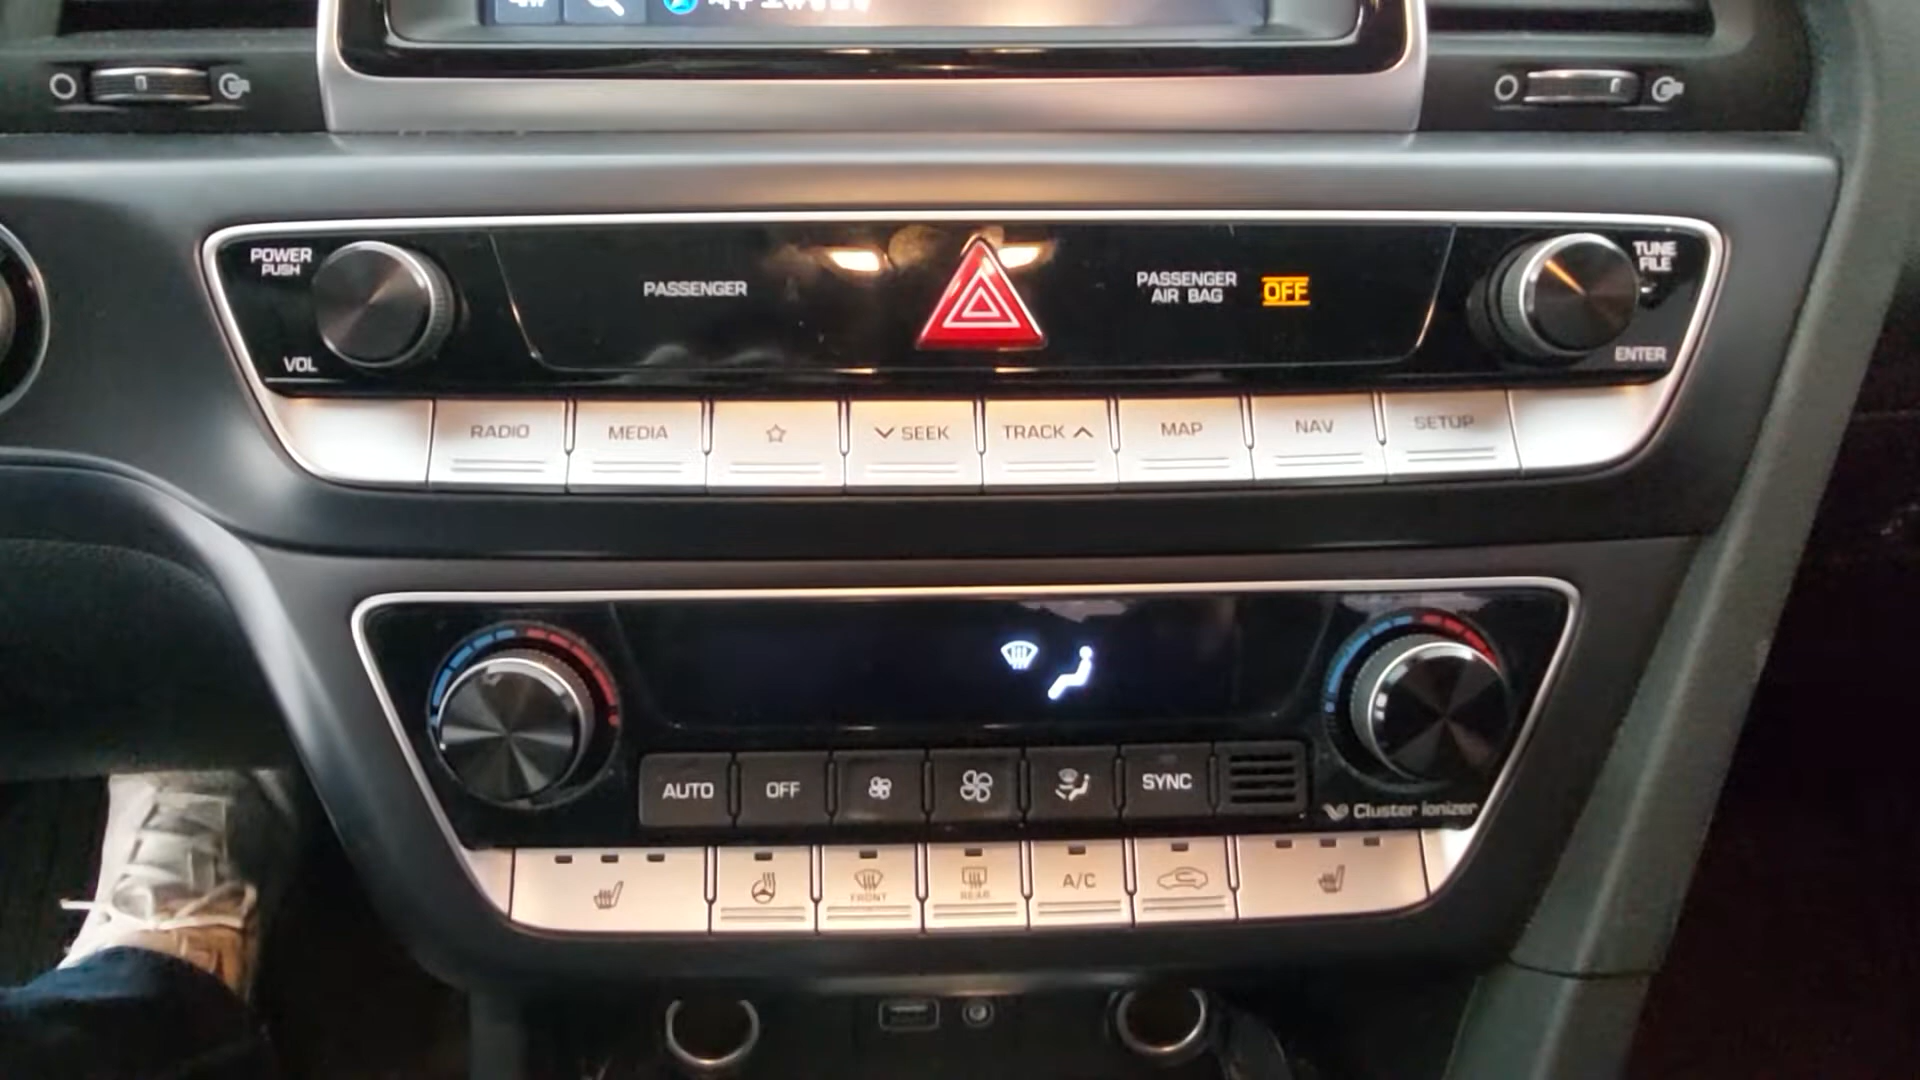 POWER
PUSH
VOL
PASSENGER
PASSENGER
AIR BAG
OFF
TUNE
FILE
ENTER
RADIO
MEDIA
SEEK
TRACK
MAP
NAV
SETUP
AUTO
OFF
SYNC
Cluster ionizer
FRONT
REAR
A/C